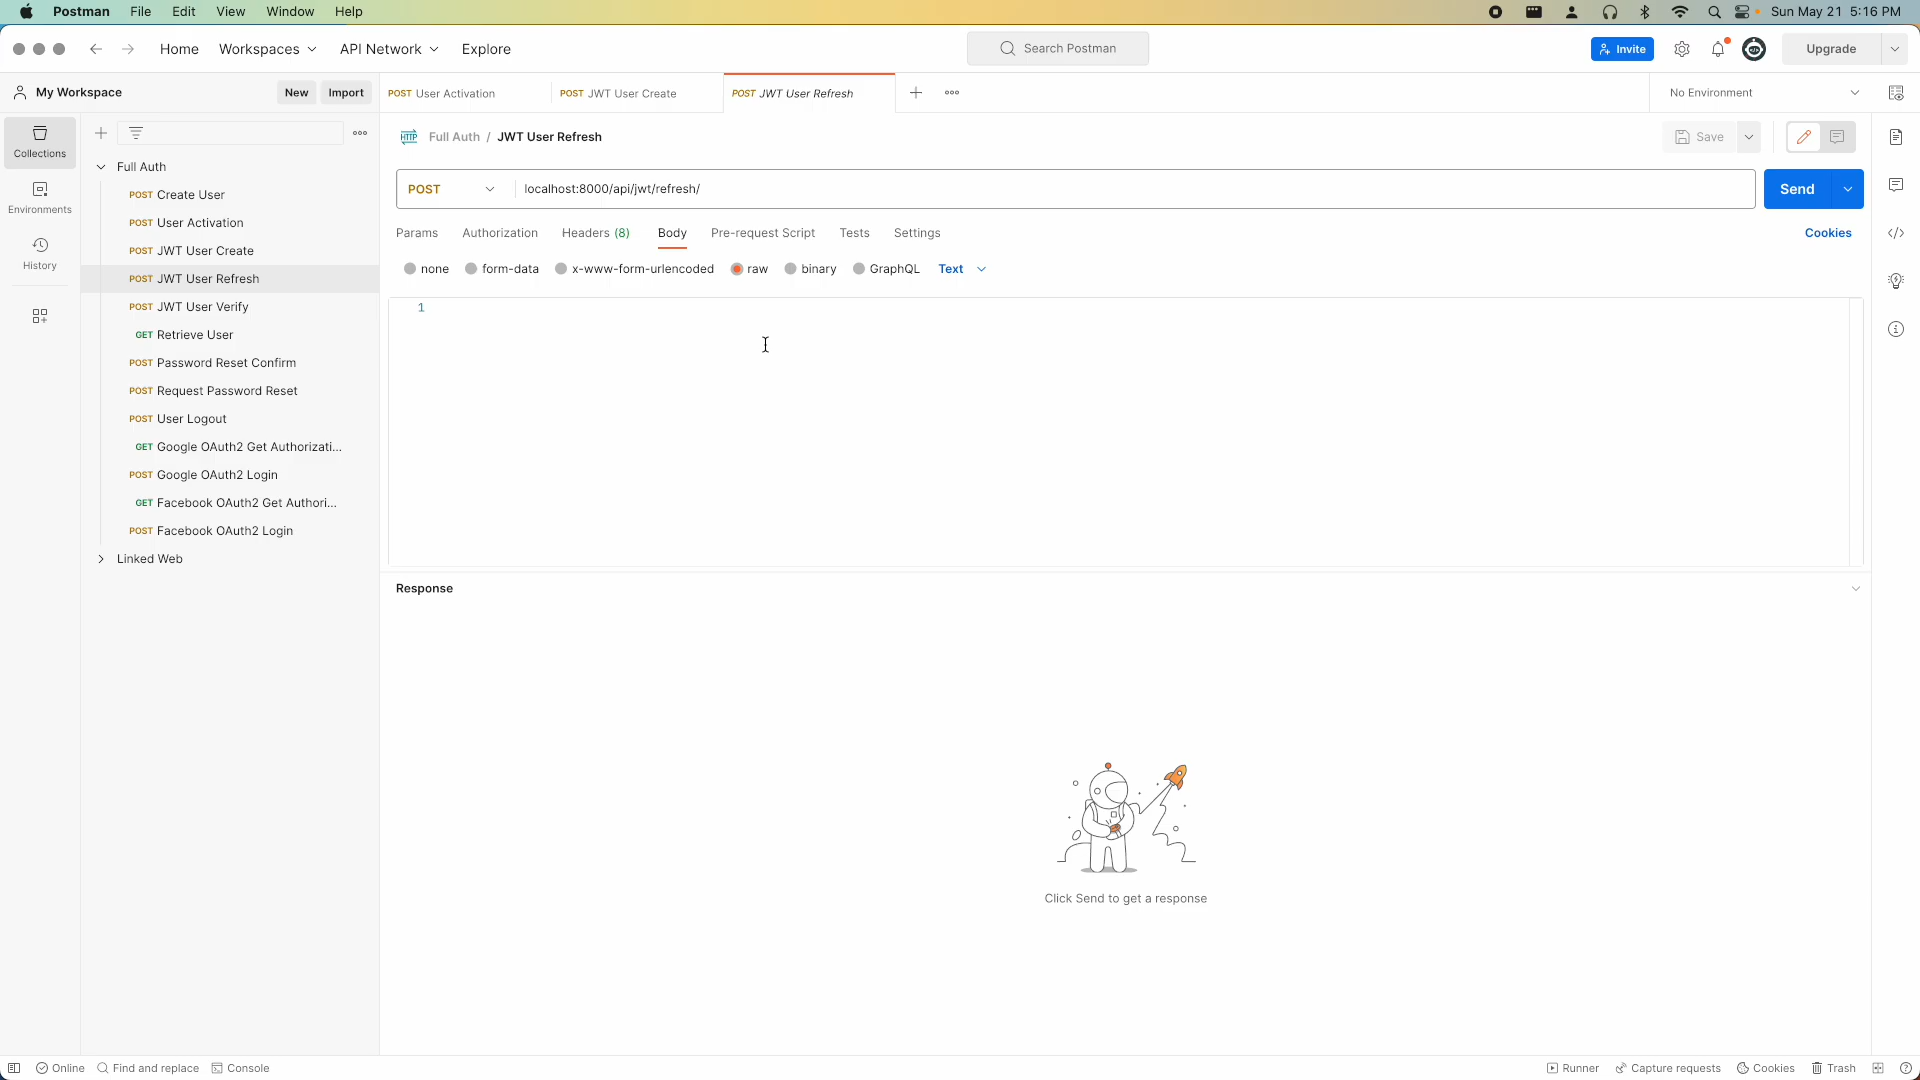 Postman File Edit View Window Help Sun May 21 5:16 PM
Home Workspaces API Network Explore Search Postman Invite Upgrade
My Workspace New Import POST User Activation POST JWT User Create POST JWT User Refresh No Environment
Collections
Environments
History
Full Auth
POST Create User
POST User Activation
POST JWT User Create
POST JWT User Refresh
POST JWT User Verify
GET Retrieve User
POST Password Reset Confirm
POST Request Password Reset
POST User Logout
GET Google OAuth2 Get Authorizati...
POST Google OAuth2 Login
GET Facebook OAuth2 Get Authori...
POST Facebook OAuth2 Login
Linked Web
HTTP Full Auth / JWT User Refresh Save
POST localhost:8000/api/jwt/refresh/ Send
Params Authorization Headers (8) Body Pre-request Script Tests Settings Cookies
none form-data x-www-form-urlencoded raw binary GraphQL Text
1
Response
Click Send to get a response
Online Find and replace Console Runner Capture requests Cookies Trash